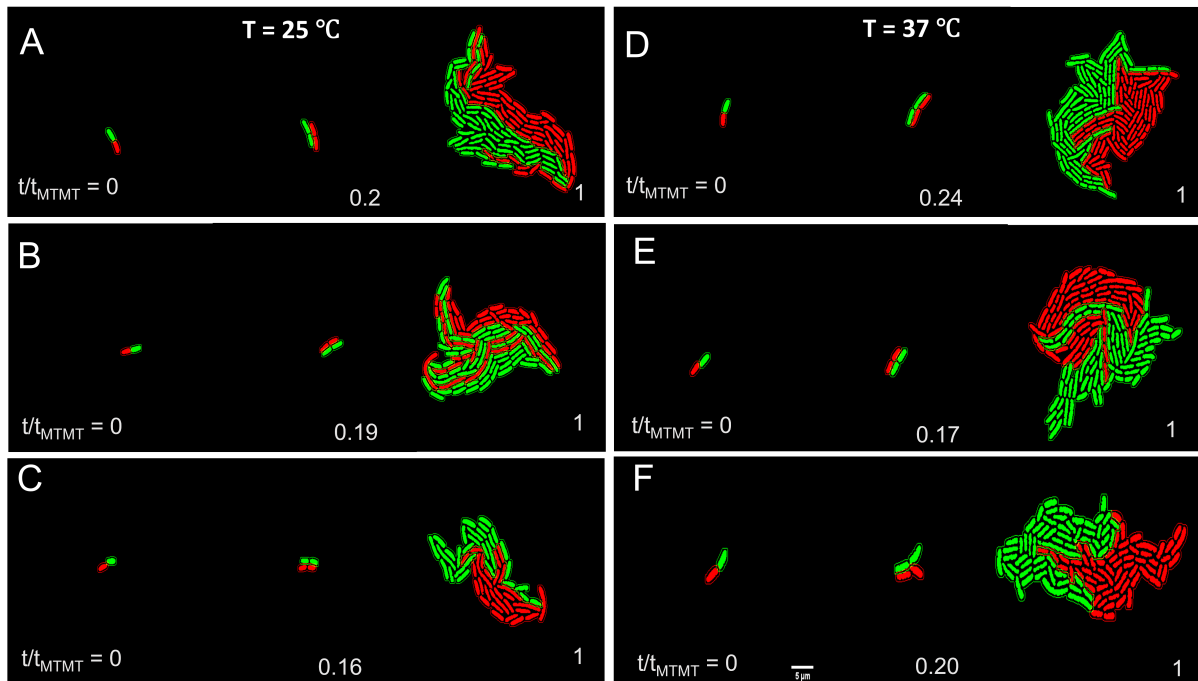 A
T = 25 °C
t/tMTMT = 0
0.2
1
B
t/tMTMT = 0
0.19
1
C
t/tMTMT = 0
0.16
1
D
T = 37 °C
t/tMTMT = 0
0.24
1
E
t/tMTMT = 0
0.17
1
F
t/tMTMT = 0
5 μm
0.20
1